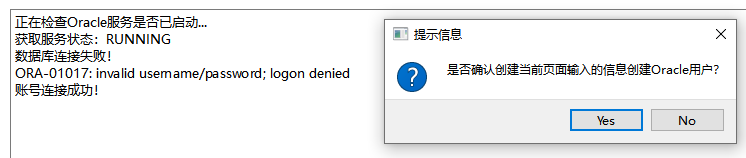 正在检查Oracle服务是否已启动...
获取服务状态：RUNNING
数据库连接失败！
ORA-01017: invalid username/password; logon denied
账号连接成功！
提示信息
是否确认创建当前页面输入的信息创建Oracle用户?
Yes
No